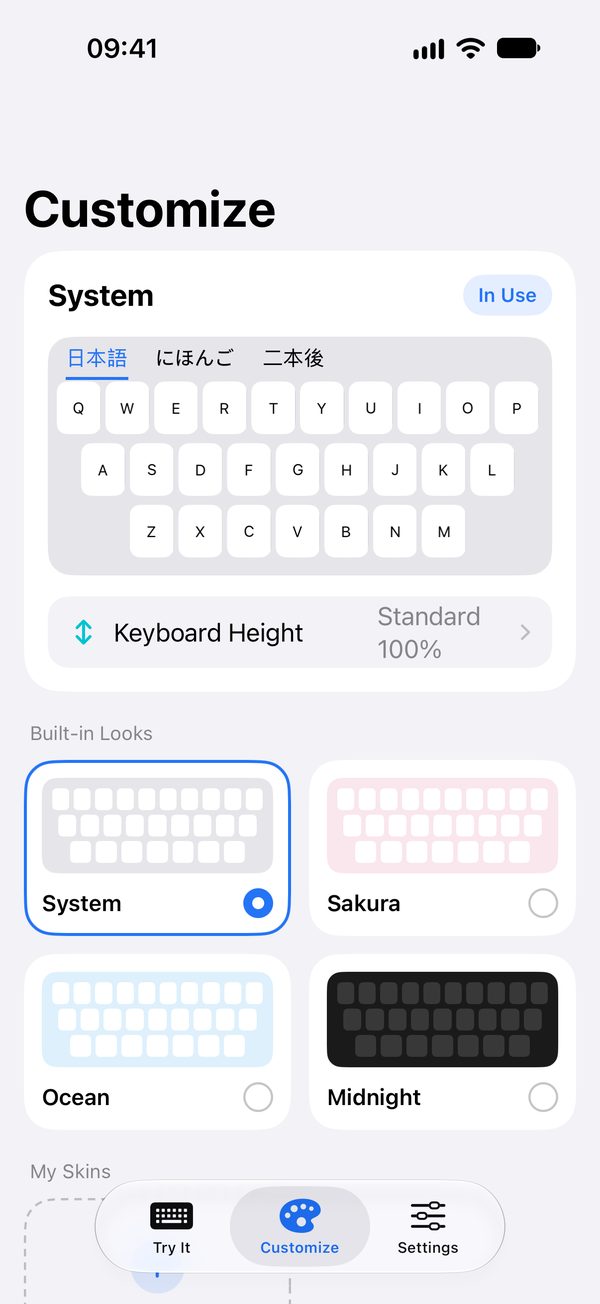 09:41
Customize
System
In Use
日本語 にほんご 二本後
Q W E R T Y U I O P
A S D F G H J K L
Z X C V B N M
Keyboard Height
Standard
100%
Built-in Looks
System
Sakura
Ocean
Midnight
My Skins
Try It
Customize
Settings